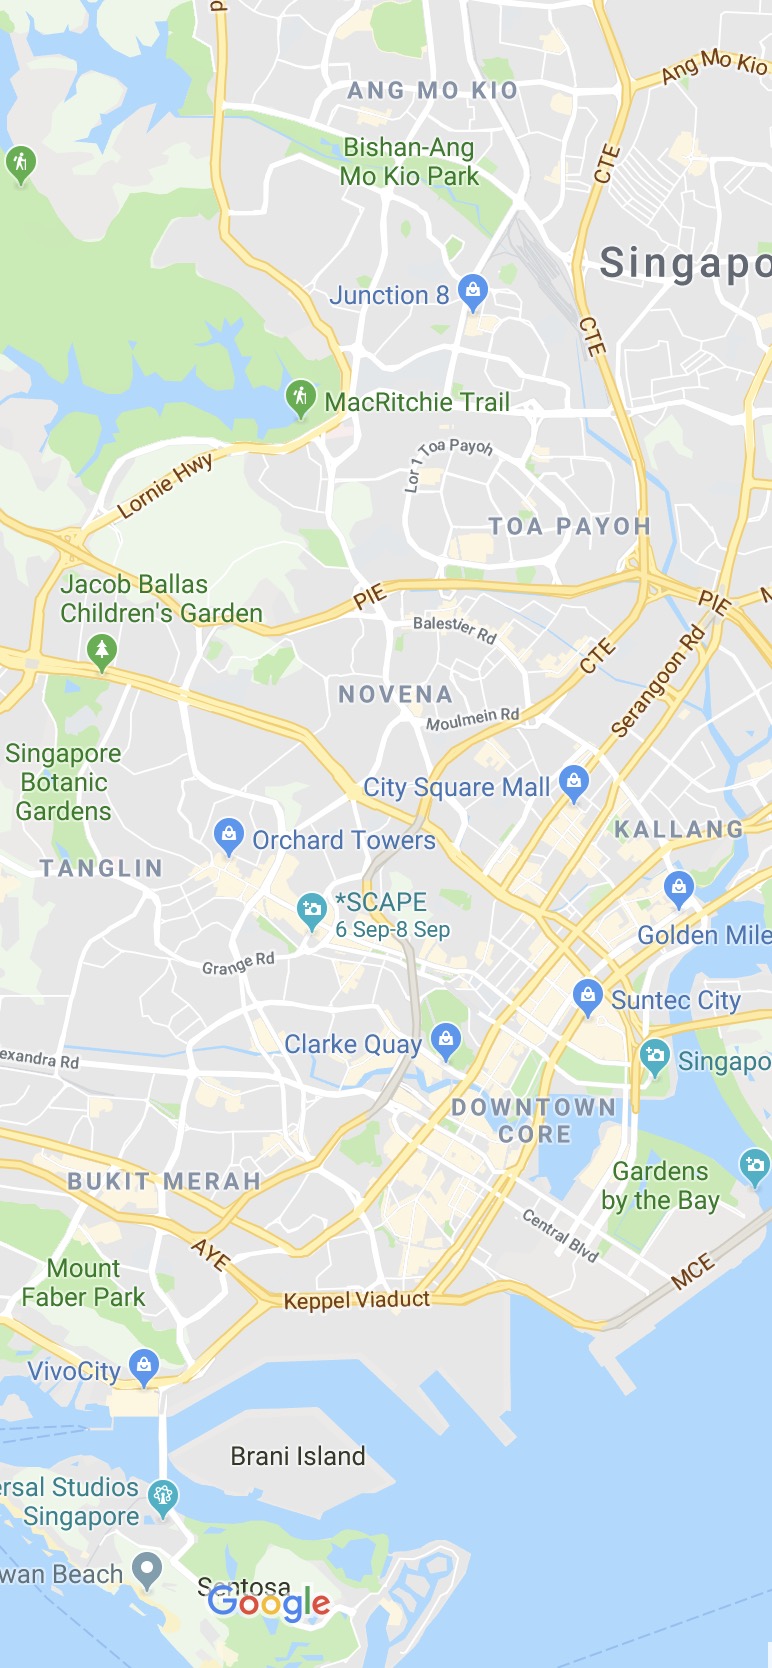 d
ANG MO KIO
Ang Mo Kio
Bishan-Ang
Mo Kio Park
CTE
Singapo
Junction 8
CTE
MacRitchie Trail
Lor 1 Toa Payoh
Lornie Hwy
TOA PAYOH
Jacob Ballas
Children's Garden
PIE
PIE
Balestier Rd
CTE
Serangoon Rd
NOVENA
Moulmein Rd
Singapore
Botanic
Gardens
City Square Mall
KALLANG
Orchard Towers
TANGLIN
*SCAPE
6 Sep-8 Sep
Golden Mile
Grange Rd
Suntec City
Clarke Quay
exandra Rd
Singapo
DOWNTOWN
CORE
BUKIT MERAH
Gardens
by the Bay
Central Blvd
AYE
MCE
Mount
Faber Park
Keppel Viaduct
VivoCity
Brani Island
ersal Studios
Singapore
wan Beach
Sentosa
Google